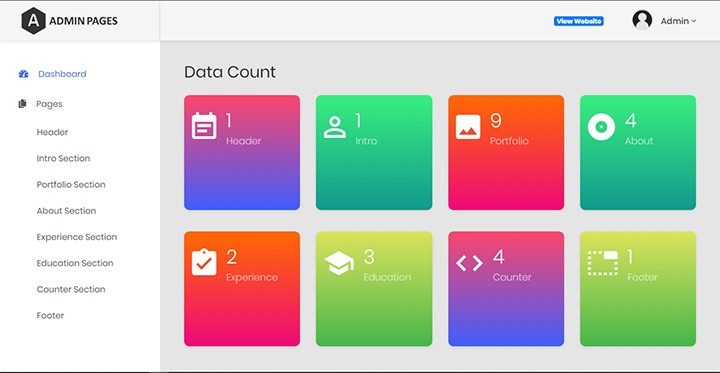 ADMIN PAGES
View Website
Admin
Dashboard
Pages
Header
Intro Section
Portfolio Section
About Section
Experience Section
Education Section
Counter Section
Footer
Data Count
1
Header
1
Intro
9
Portfolio
4
About
2
Experience
3
Education
4
Counter
1
Footer